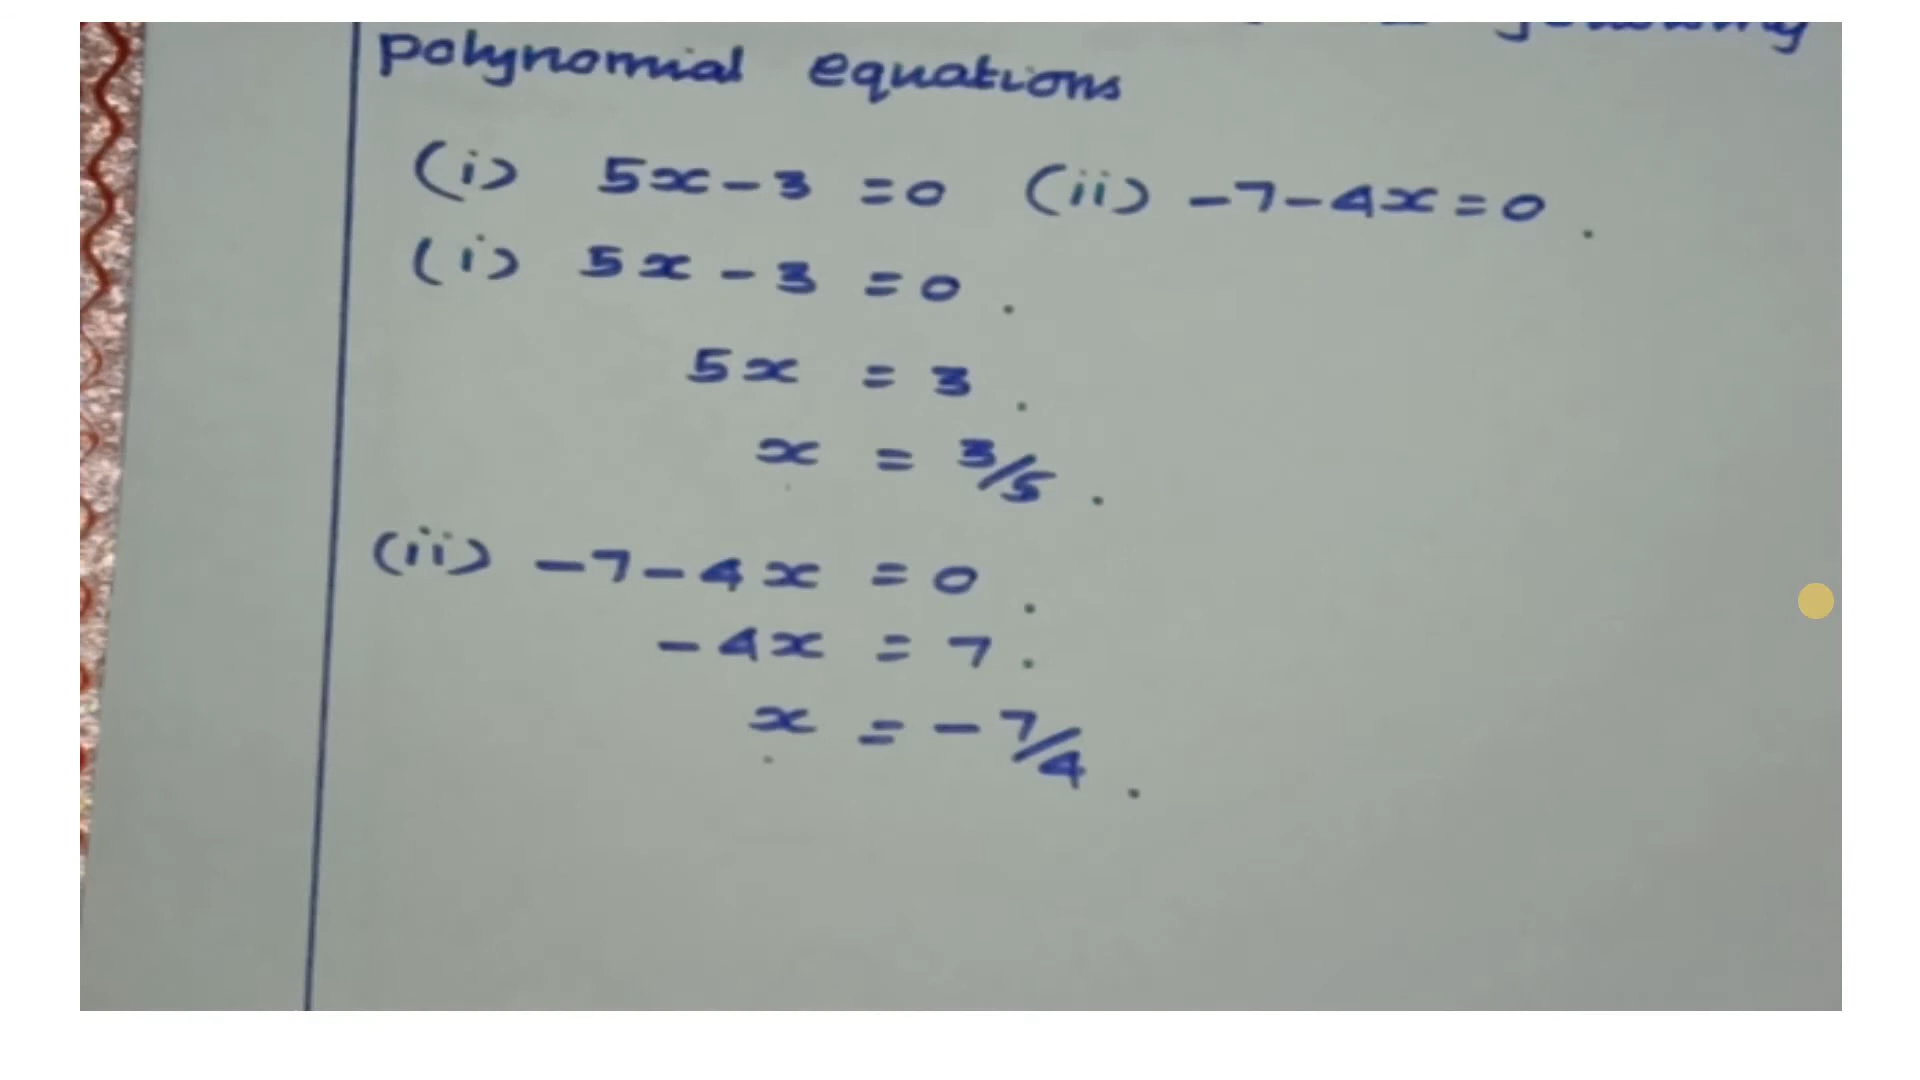 polynomial equations
(i) 5x - 3 = 0 (ii) -7 - 4x = 0.
(i) 5x - 3 = 0.
5x = 3.
x = 3/5.
(ii) -7 - 4x = 0.
-4x = 7.
x = -7/4.